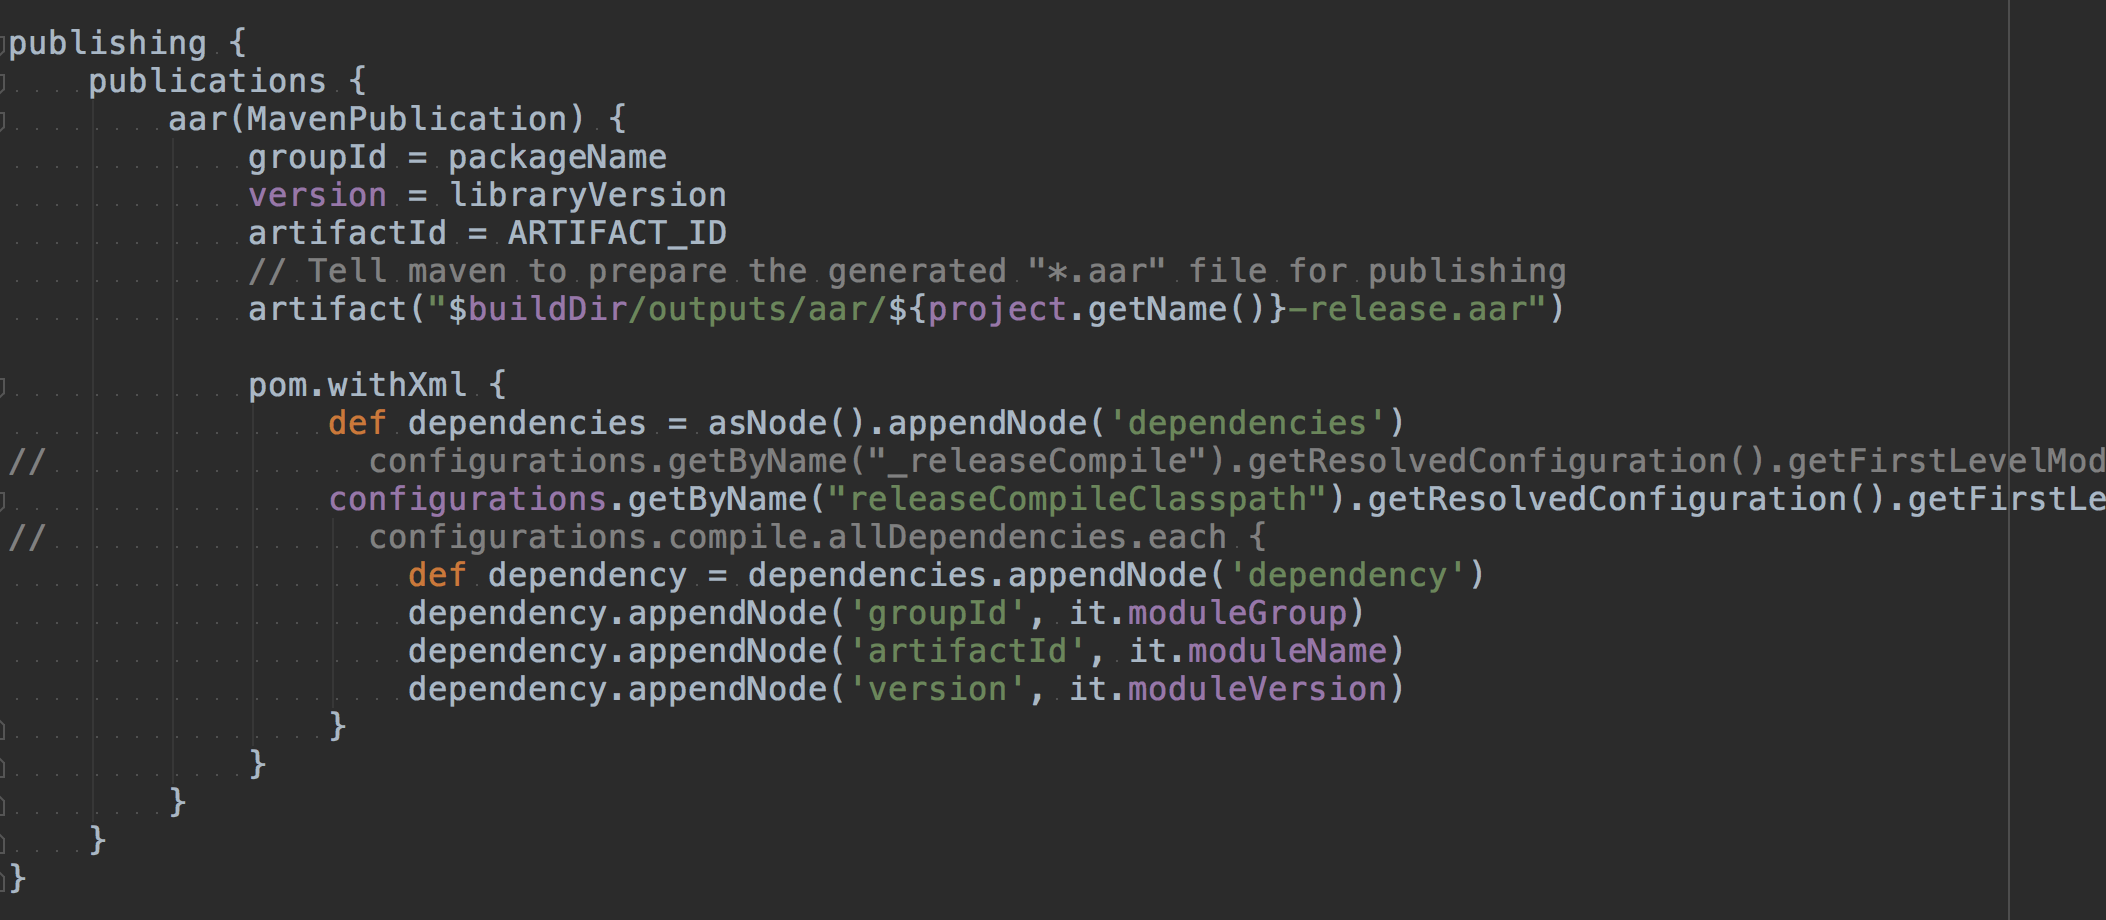 publishing {
    publications {
        aar(MavenPublication) {
            groupId = packageName
            version = libraryVersion
            artifactId = ARTIFACT_ID
            // Tell maven to prepare the generated "*.aar" file for publishing
            artifact("$buildDir/outputs/aar/${project.getName()}-release.aar")

            pom.withXml {
                def dependencies = asNode().appendNode('dependencies')
//                configurations.getByName("_releaseCompile").getResolvedConfiguration().getFirstLevelMod
                configurations.getByName("releaseCompileClasspath").getResolvedConfiguration().getFirstLe
//                configurations.compile.allDependencies.each {
                    def dependency = dependencies.appendNode('dependency')
                    dependency.appendNode('groupId', it.moduleGroup)
                    dependency.appendNode('artifactId', it.moduleName)
                    dependency.appendNode('version', it.moduleVersion)
                }
            }
        }
    }
}